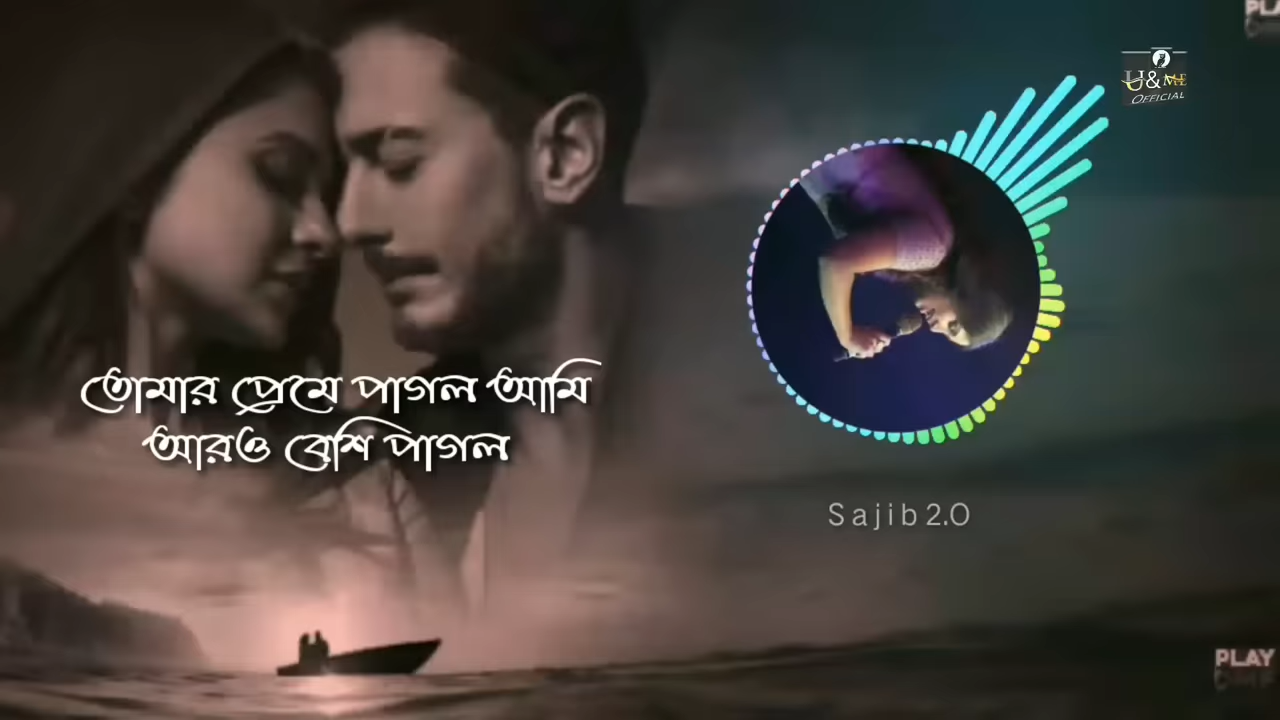 U&ME
OFFICIAL
তোমার প্রেমে পাগল আমি
আরও বেশি পাগল
Sajib 2.0
PLAY